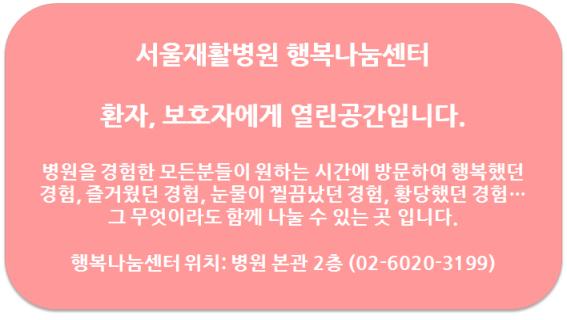 서울재활병원 행복나눔센터
환자, 보호자에게 열린공간입니다.
병원을 경험한 모든분들이 원하는 시간에 방문하여 행복했던
경험, 즐거웠던 경험, 눈물이 찔끔났던 경험, 황당했던 경험…
그 무엇이라도 함께 나눌 수 있는 곳 입니다.
행복나눔센터 위치: 병원 본관 2층 (02-6020-3199)